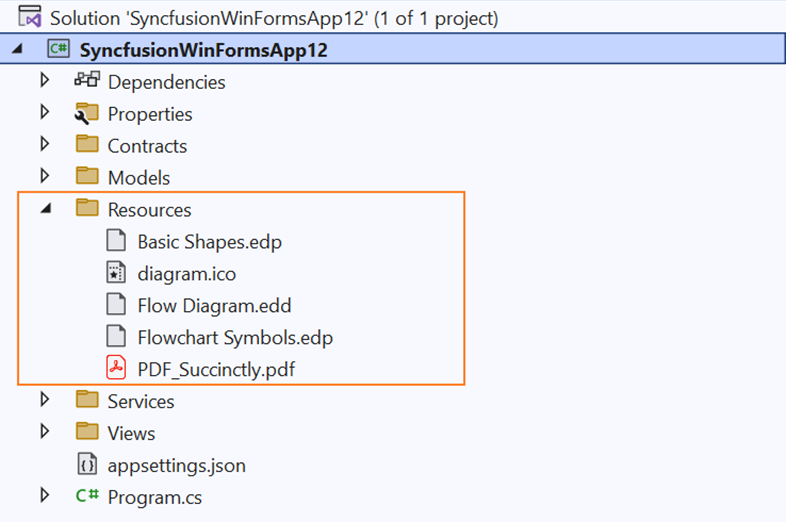 Solution 'SyncfusionWinFormsApp12' (1 of 1 project)
C# SyncfusionWinFormsApp12
Dependencies
Properties
Contracts
Models
Resources
Basic Shapes.edp
diagram.ico
Flow Diagram.edd
Flowchart Symbols.edp
PDF_Succinctly.pdf
Services
Views
appsettings.json
C# Program.cs